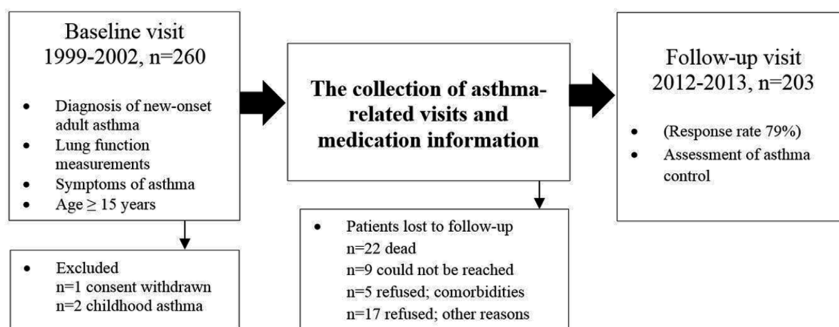 Baseline visit
1999-2002, n=260
• Diagnosis of new-onset
adult asthma
• Lung function
measurements
• Symptoms of asthma
• Age ≥ 15 years
• Excluded
n=1 consent withdrawn
n=2 childhood asthma
The collection of asthma-
related visits and
medication information
• Patients lost to follow-up
n=22 dead
n=9 could not be reached
n=5 refused; comorbidities
n=17 refused; other reasons
Follow-up visit
2012-2013, n=203
• (Response rate 79%)
• Assessment of asthma
control